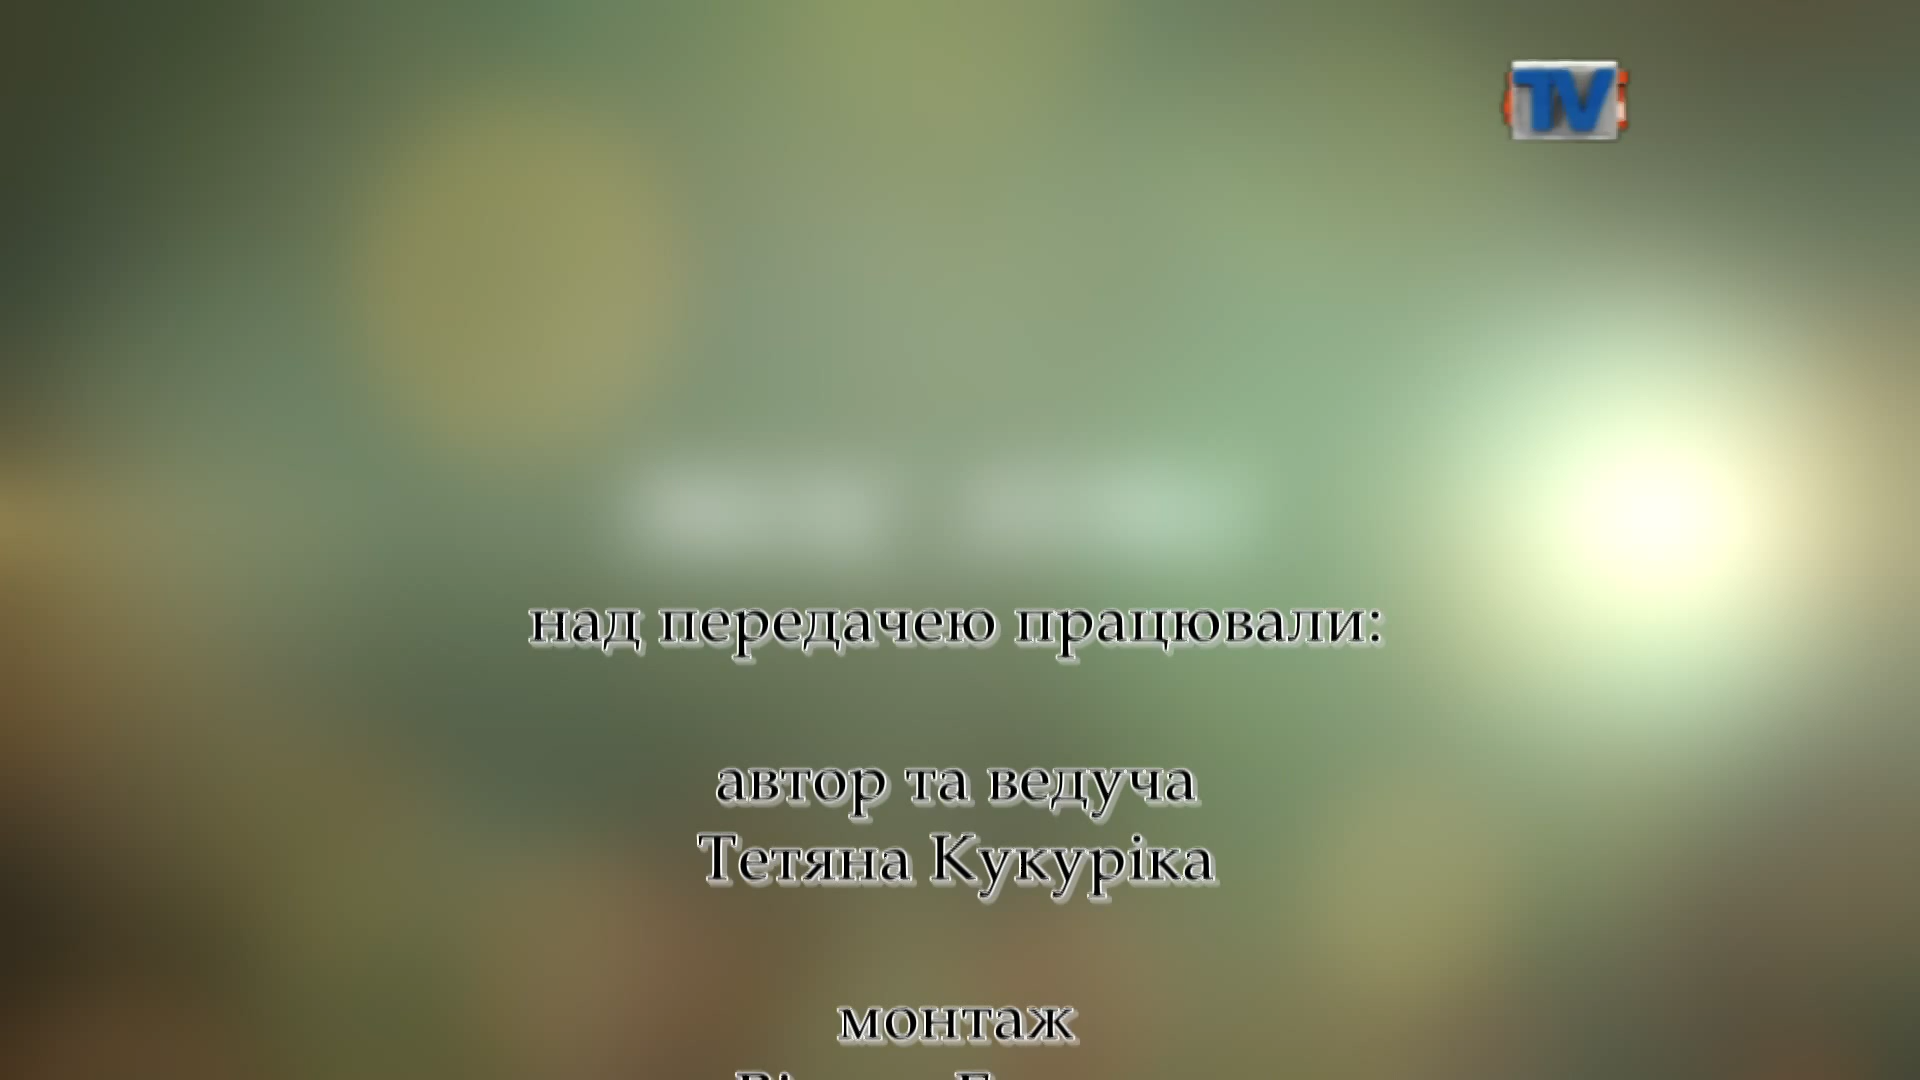 TV
над передачею працювали:
автор та ведуча
Тетяна Кукуріка
монтаж